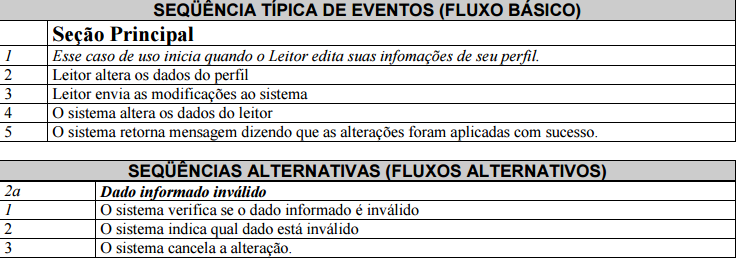 SEQÜÊNCIA TÍPICA DE EVENTOS (FLUXO BÁSICO)
Seção Principal
1 Esse caso de uso inicia quando o Leitor edita suas infomações de seu perfil.
2 Leitor altera os dados do perfil
3 Leitor envia as modificações ao sistema
4 O sistema altera os dados do leitor
5 O sistema retorna mensagem dizendo que as alterações foram aplicadas com sucesso.
SEQÜÊNCIAS ALTERNATIVAS (FLUXOS ALTERNATIVOS)
2a Dado informado inválido
1 O sistema verifica se o dado informado é inválido
2 O sistema indica qual dado está inválido
3 O sistema cancela a alteração.